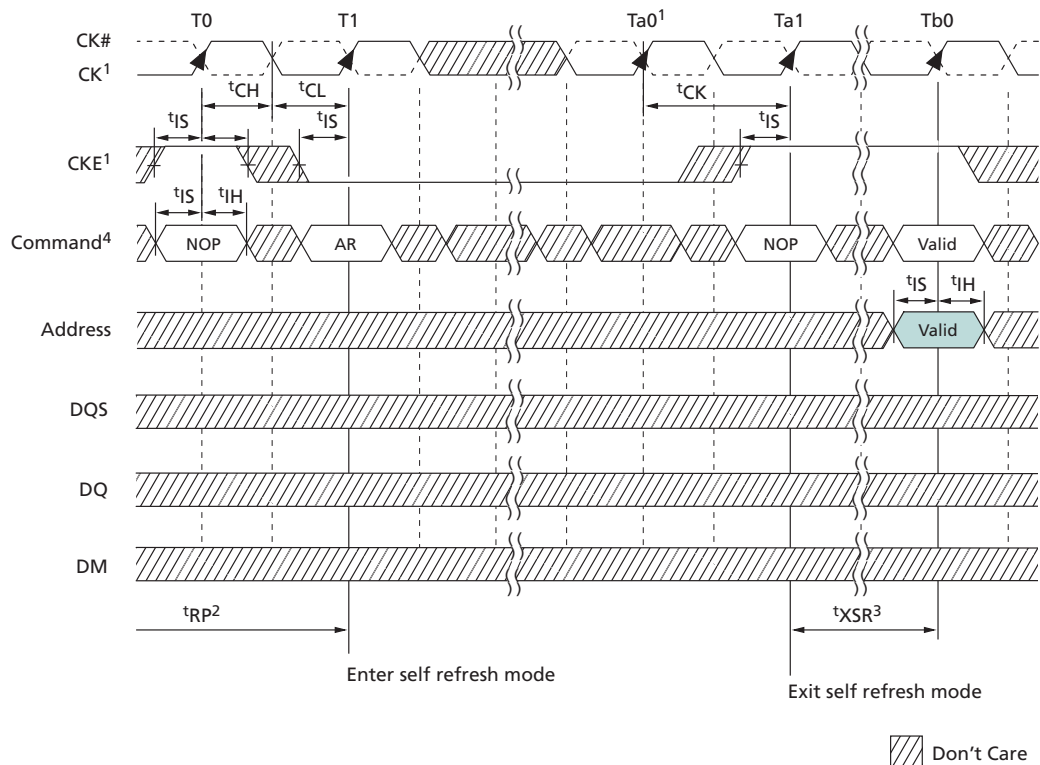 T0 T1 Ta0¹ Ta1 Tb0
CK#
CK¹
tCH tCL tCK
tIS tIS tIS
CKE¹
tIS tIH
Command⁴ NOP AR NOP Valid
tIS tIH
Address Valid
DQS
DQ
DM
tRP² tXSR³
Enter self refresh mode
Exit self refresh mode
Don't Care